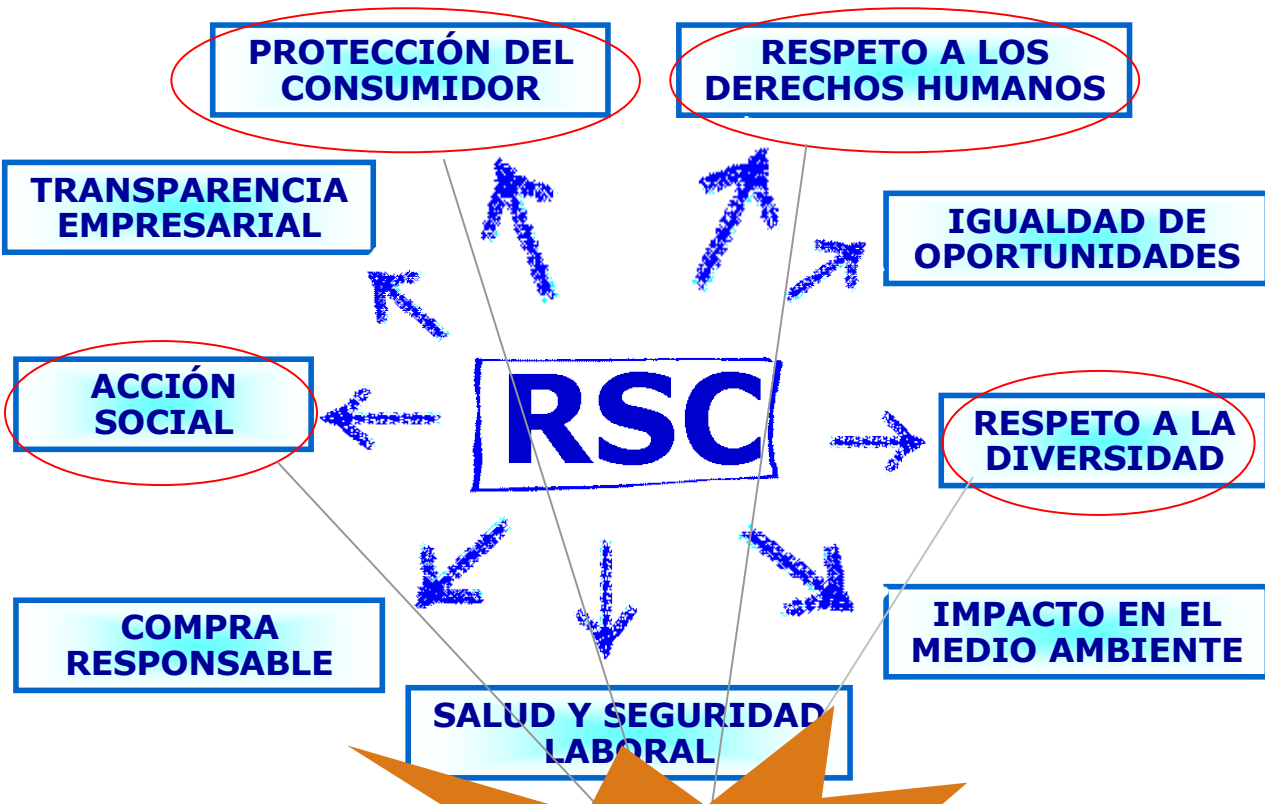 PROTECCIÓN DEL
CONSUMIDOR
RESPETO A LOS
DERECHOS HUMANOS
TRANSPARENCIA
EMPRESARIAL
IGUALDAD DE
OPORTUNIDADES
ACCIÓN
SOCIAL
RSC
RESPETO A LA
DIVERSIDAD
COMPRA
RESPONSABLE
IMPACTO EN EL
MEDIO AMBIENTE
SALUD Y SEGURIDAD
LABORAL